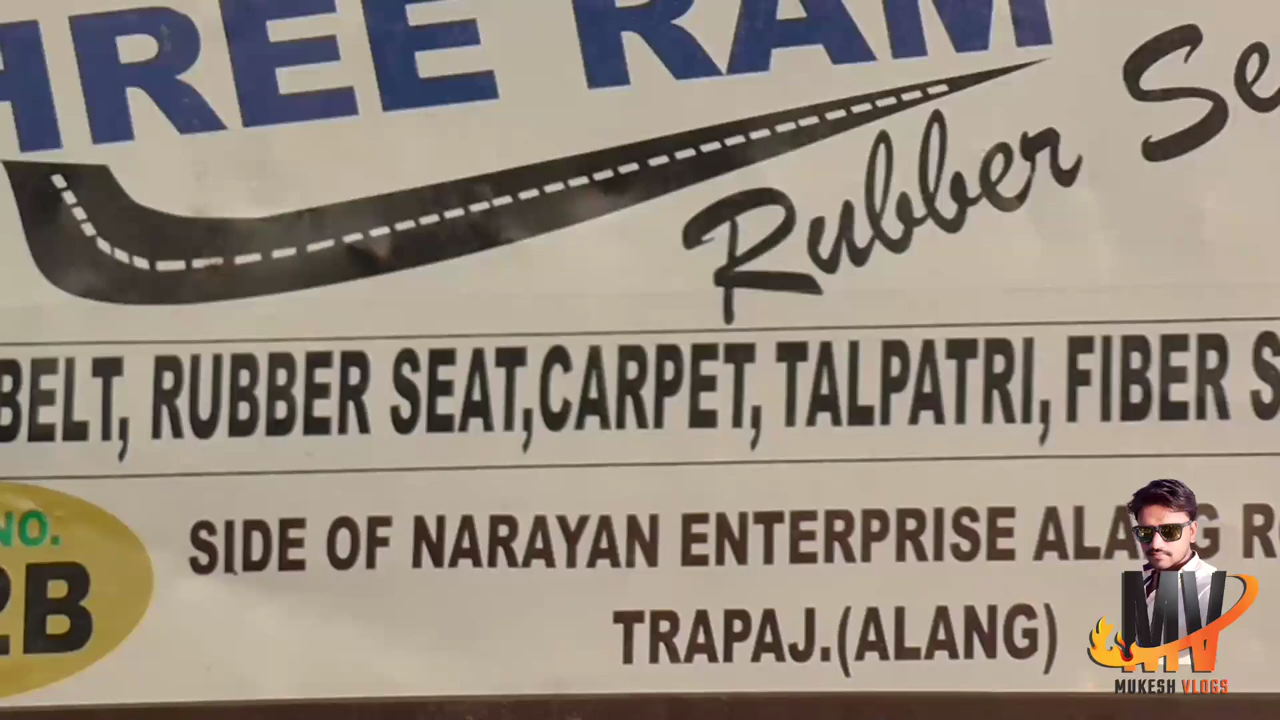 HREE RAM
Rubber Se
BELT, RUBBER SEAT,CARPET, TALPATRI, FIBER S
NO.
2B
SIDE OF NARAYAN ENTERPRISE ALANG R
TRAPAJ.(ALANG)
MV
MUKESH VLOGS